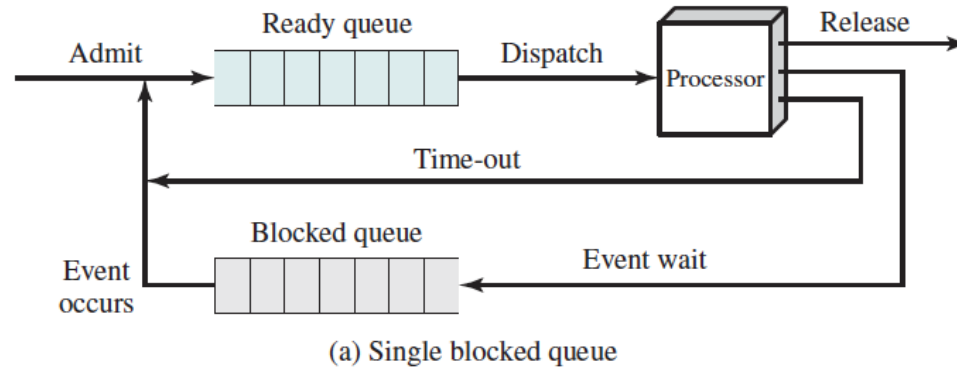 Ready queue
Release
Admit
Dispatch
Processor
Time-out
Blocked queue
Event wait
Event
occurs
(a) Single blocked queue